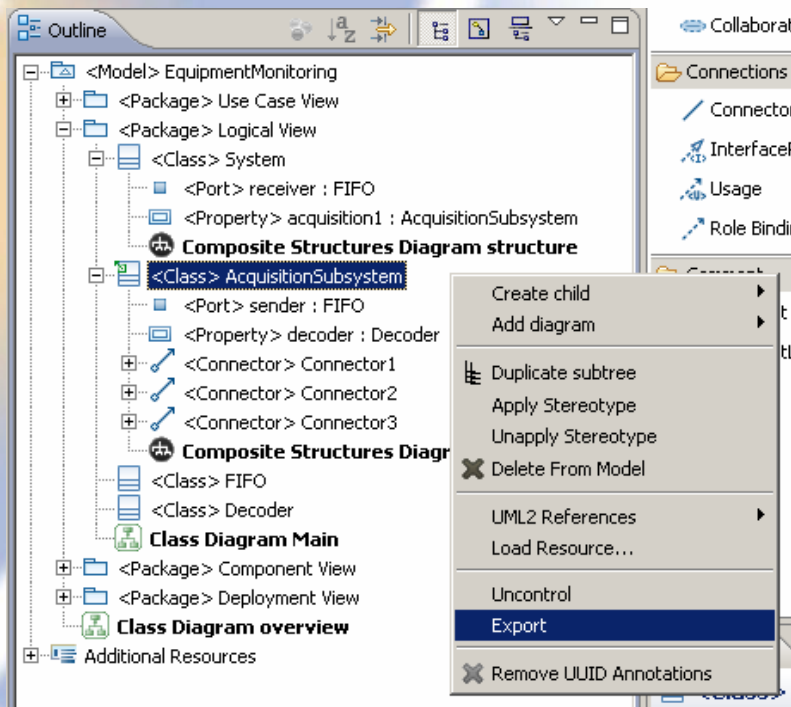 Outline
<Model> EquipmentMonitoring
<Package> Use Case View
<Package> Logical View
<Class> System
<Port> receiver : FIFO
<Property> acquisition1 : AcquisitionSubsystem
Composite Structures Diagram structure
<Class> AcquisitionSubsystem
<Port> sender : FIFO
<Property> decoder : Decoder
<Connector> Connector1
<Connector> Connector2
<Connector> Connector3
Composite Structures Diagr
<Class> FIFO
<Class> Decoder
Class Diagram Main
<Package> Component View
<Package> Deployment View
Class Diagram overview
Additional Resources
Create child
Add diagram
Duplicate subtree
Apply Stereotype
Unapply Stereotype
Delete From Model
UML2 References
Load Resource...
Uncontrol
Export
Remove UUID Annotations
Collaborat
Connections
Connector
Usage
Role Bindi